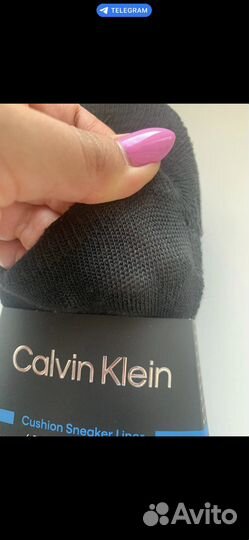 TELEGRAM
Calvin Klein
Cushion Sneaker Liner
Avito